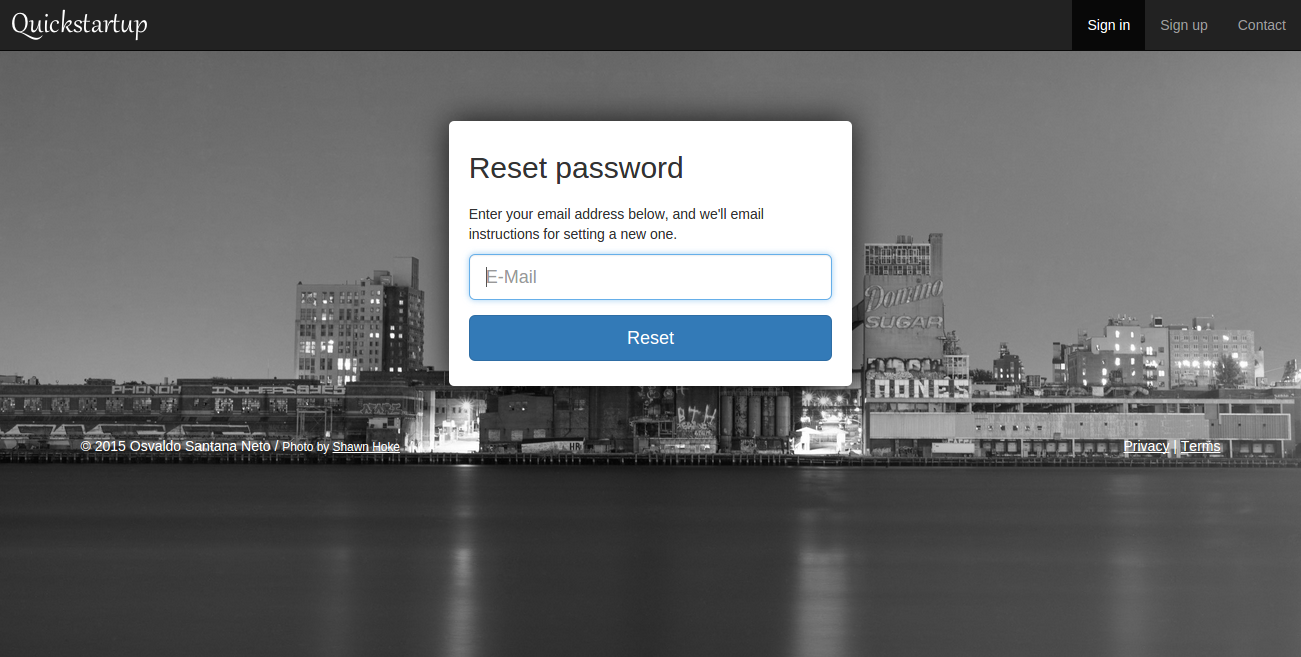 Quickstartup
Sign in
Sign up
Contact
Reset password
Enter your email address below, and we'll email
instructions for setting a new one.
E-Mail
Reset
Domino
SUGAR
© 2015 Osvaldo Santana Neto / Photo by Shawn Hoke
Privacy | Terms